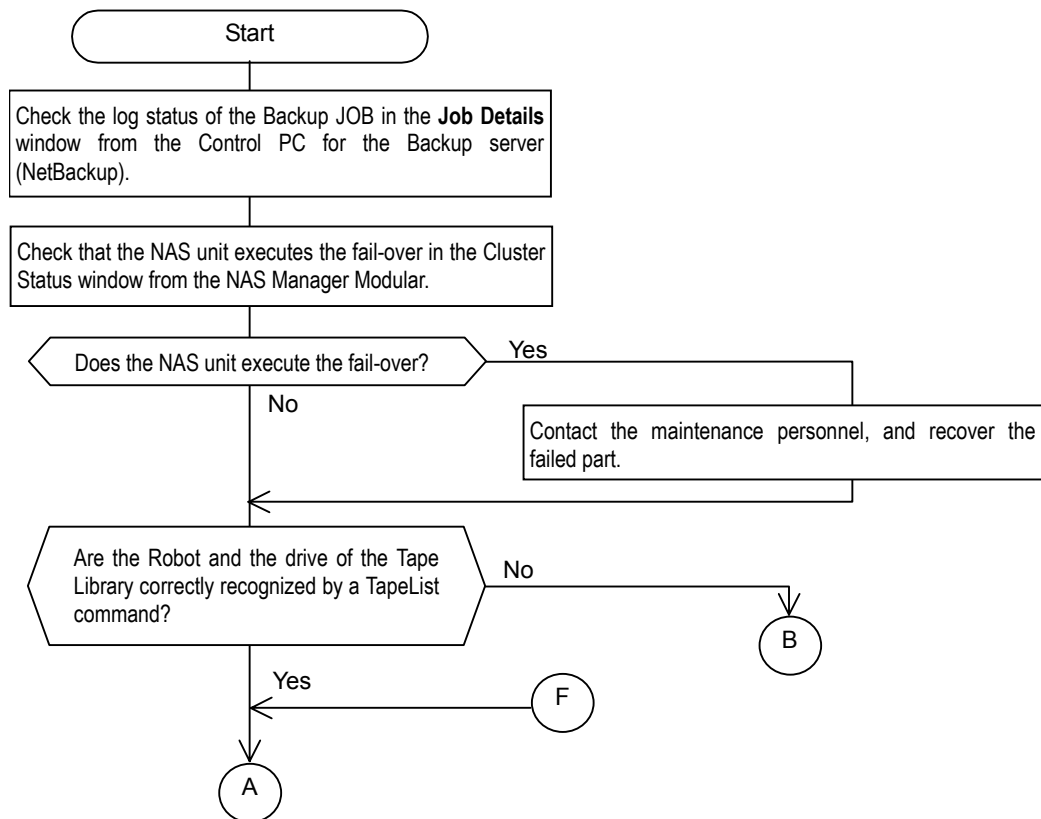 Start
Check the log status of the Backup JOB in the Job Details
window from the Control PC for the Backup server
(NetBackup).
Check that the NAS unit executes the fail-over in the Cluster
Status window from the NAS Manager Modular.
Does the NAS unit execute the fail-over?
Yes
No
Contact the maintenance personnel, and recover the
failed part.
Are the Robot and the drive of the Tape
Library correctly recognized by a TapeList
command?
No
B
Yes
F
A